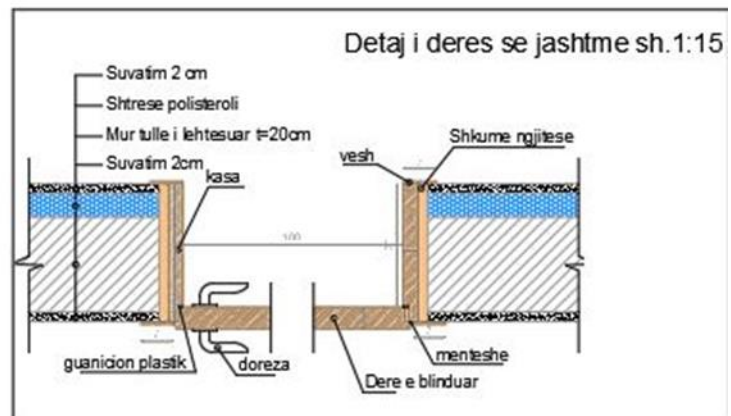 Detaj i deres se jashtme sh.1:15
Suvatim 2 cm
Shtrese polisteroli
Mur tulle i lehtesuar t=20cm
Suvatim 2cm
kasa
vesh
Shkume ngjitese
100
guanicion plastik
doreza
menteshe
Dere e blinduar